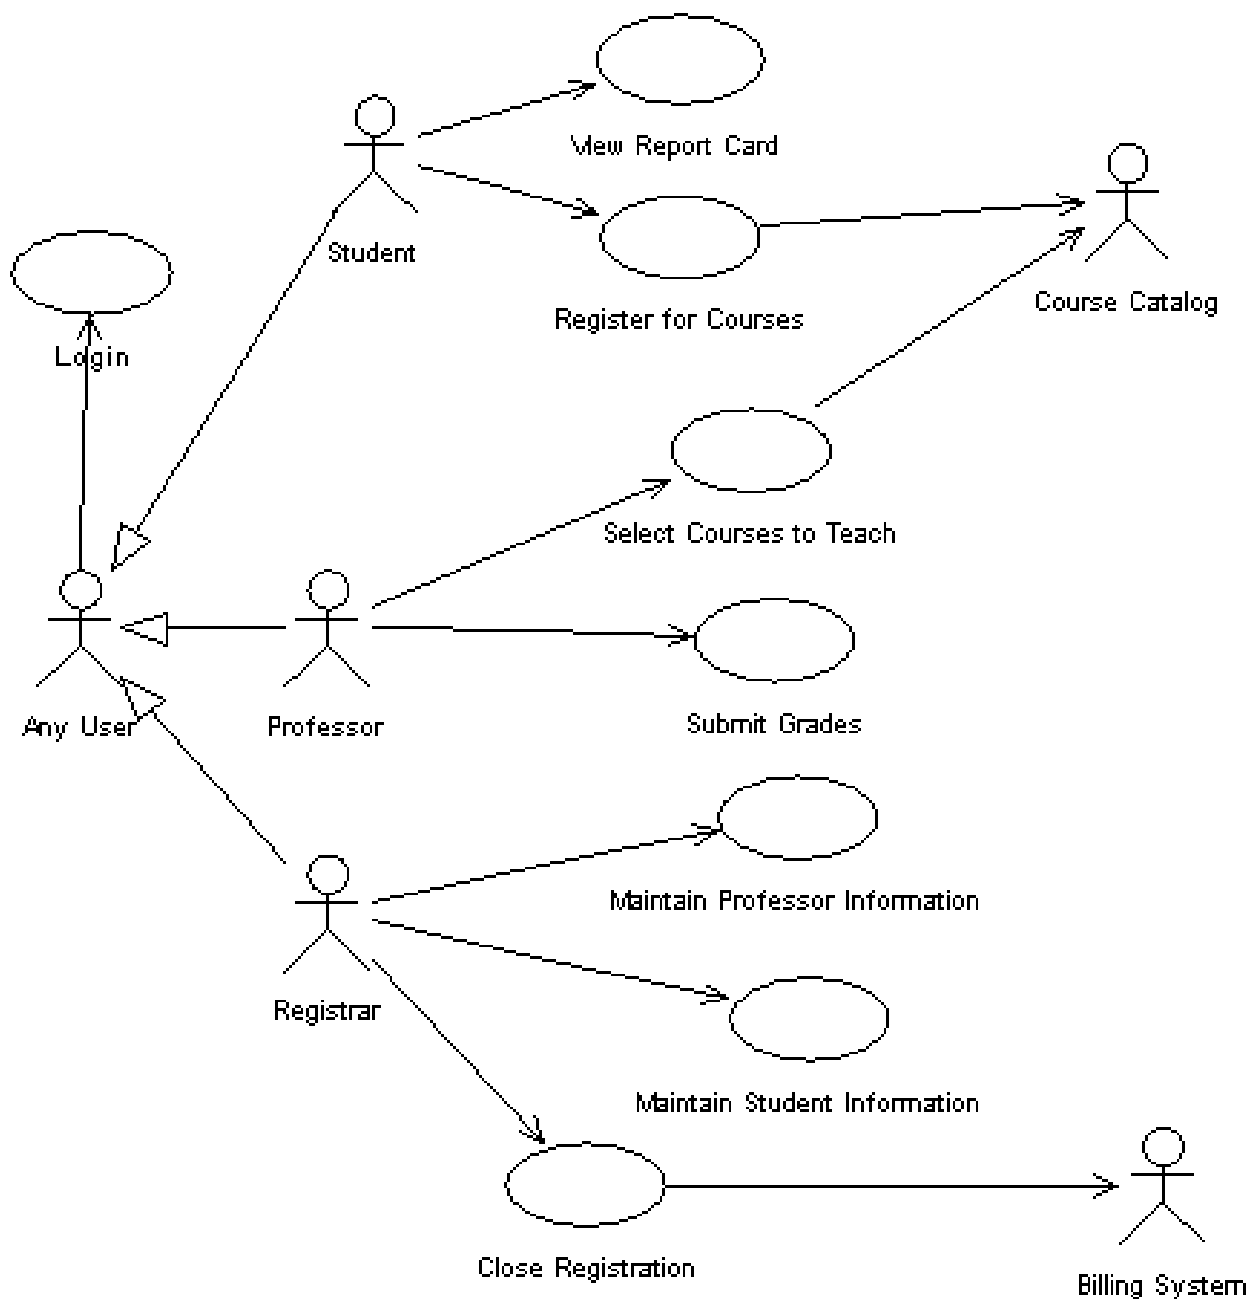 View Report Card
Student
Course Catalog
Register for Courses
Login
Select Courses to Teach
Any User
Professor
Submit Grades
Maintain Professor Information
Registrar
Maintain Student Information
Close Registration
Billing System